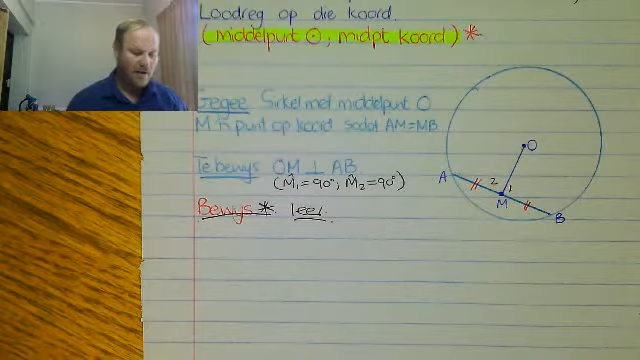 Loodreg op die koord.
(middelpunt ⊙, midpt koord) *
Gegee Sirkel met middelpunt O
M 'n punt op koord sodat AM=MB
Te bewys OM ⊥ AB
(M̂₁=90°, M̂₂=90°)
Bewys * leer.
O
A
2
1
M
B